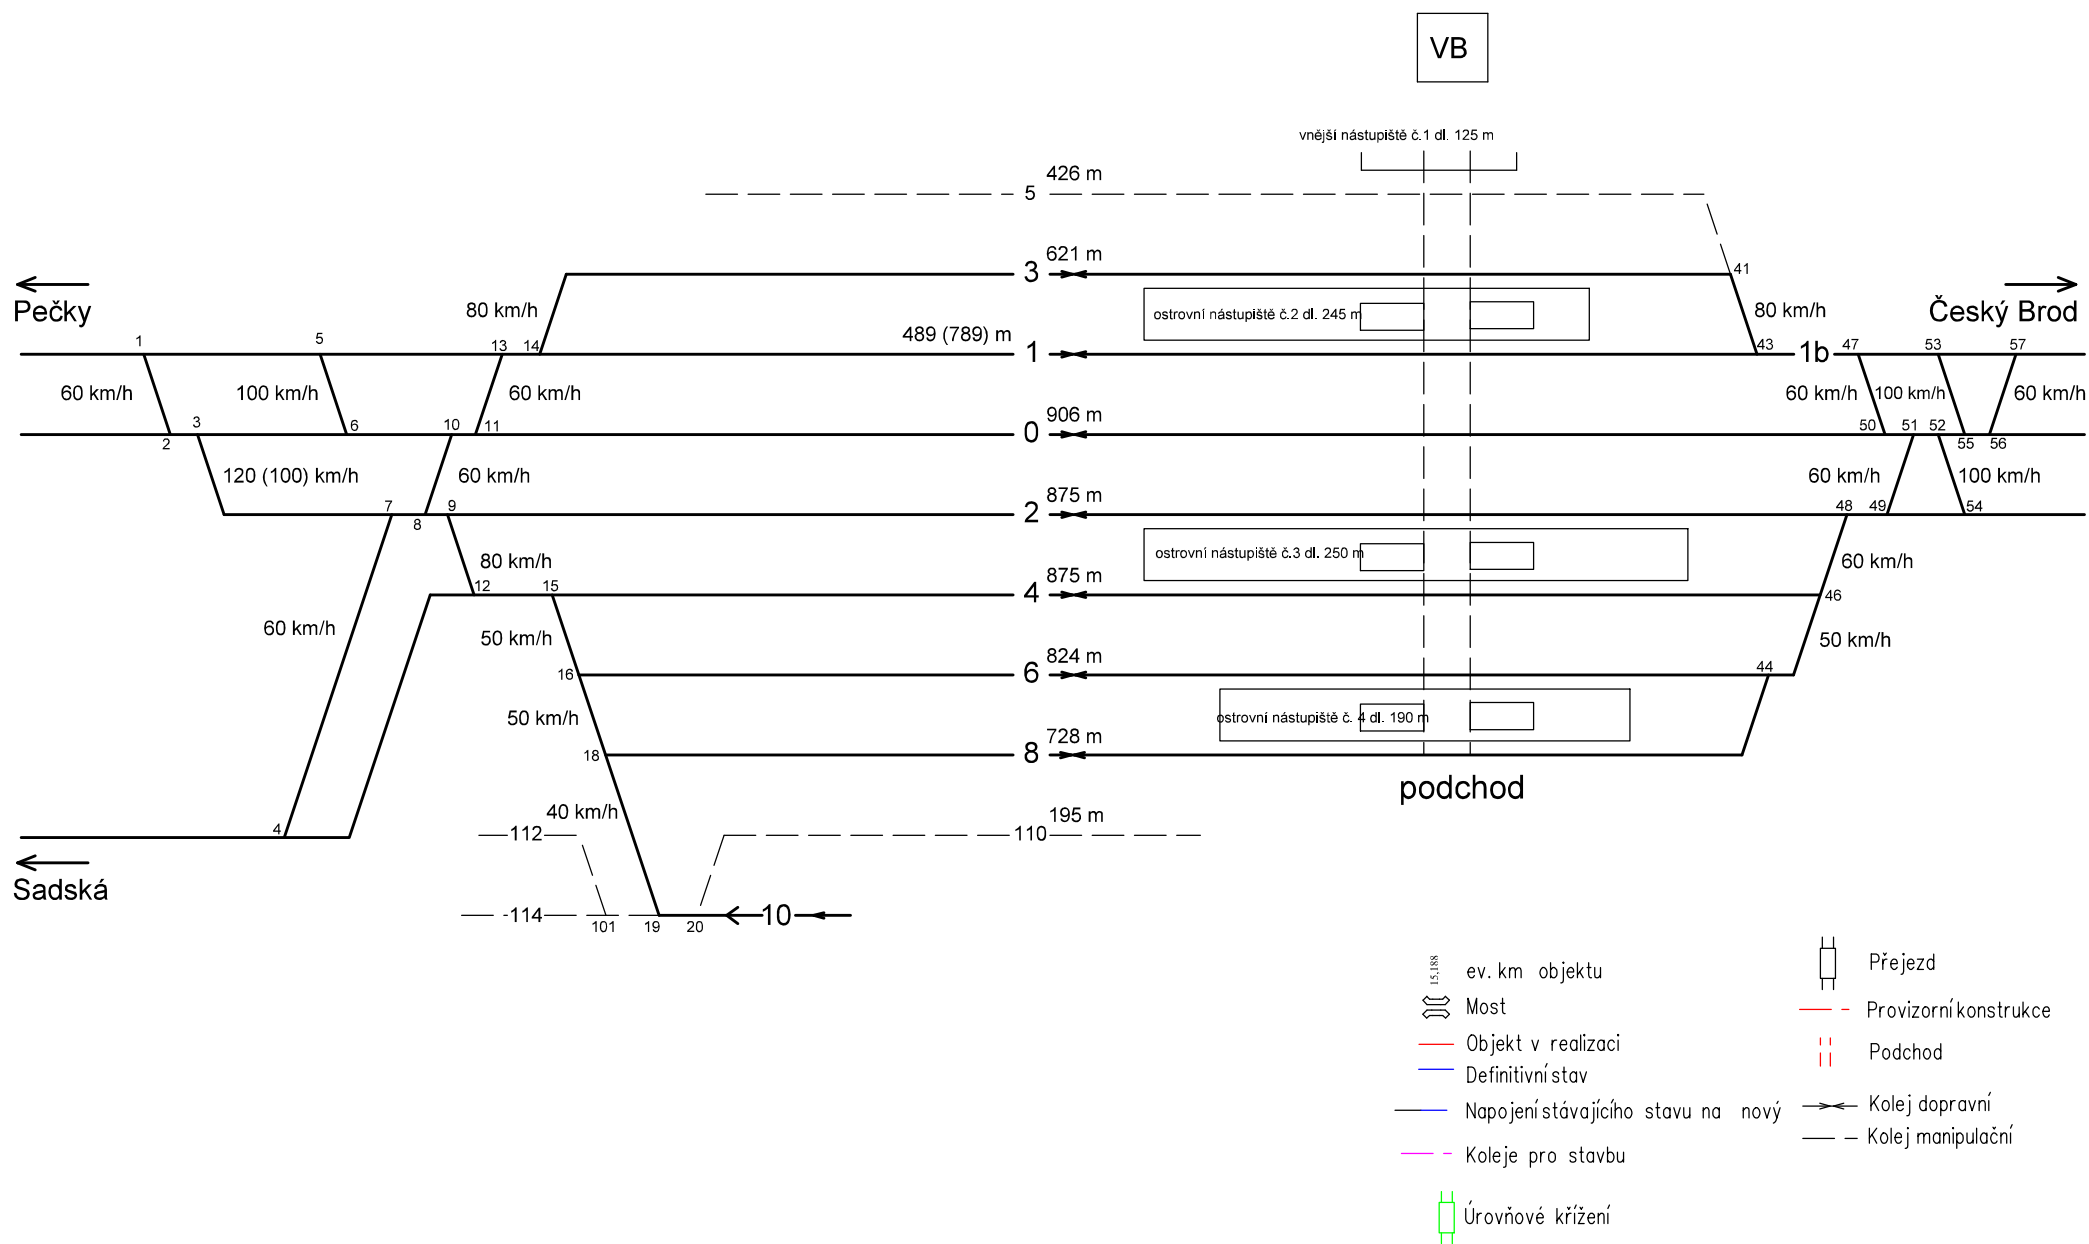 VB
vnější nástupiště č.1 dl. 125 m
426 m
5
621 m
3
41
Pečky
80 km/h
ostrovní nástupiště č.2 dl. 245 m
80 km/h
Český Brod
1
5
13
14
489 (789) m
1
43
1b
47
53
57
60 km/h
100 km/h
60 km/h
60 km/h
100 km/h
60 km/h
906 m
2
3
6
10
11
0
50
51
52
55
56
120 (100) km/h
60 km/h
60 km/h
100 km/h
875 m
7
8
9
2
48
49
54
80 km/h
ostrovní nástupiště č.3 dl. 250 m
60 km/h
875 m
12
15
4
46
60 km/h
50 km/h
50 km/h
824 m
16
6
44
50 km/h
ostrovní nástupiště č. 4 dl. 190 m
728 m
18
8
podchod
40 km/h
195 m
4
112
110
Sadská
114
101
19
20
10
15,188
ev. km objektu
Most
Objekt v realizaci
Definitivní stav
Napojení stávajícího stavu na nový
Koleje pro stavbu
Úrovňové křížení
Přejezd
Provizorní konstrukce
Podchod
Kolej dopravní
Kolej manipulační